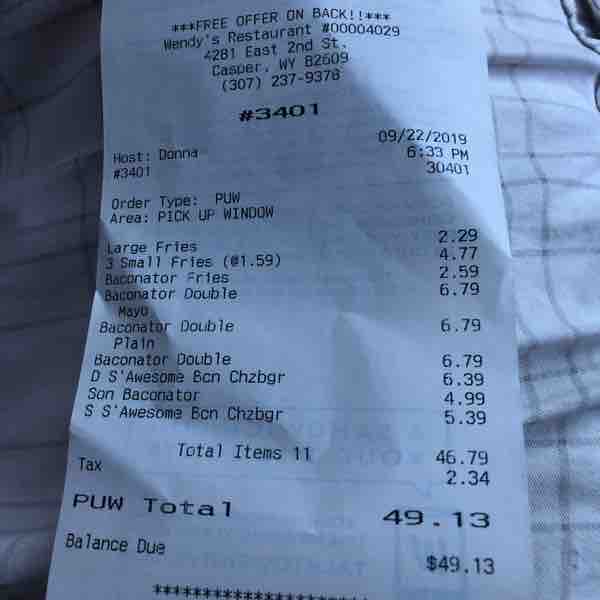 ***FREE OFFER ON BACK!!***
Wendy's Restaurant #00004029
4281 East 2nd St.
Casper, WY 82609
(307) 237-9378
#3401
09/22/2019
Host: Donna 6:33 PM
#3401 30401
Order Type: PUW
Area: PICK UP WINDOW
Large Fries 2.29
3 Small Fries (@1.59) 4.77
Baconator Fries 2.59
Baconator Double 6.79
Mayo
Baconator Double 6.79
Plain
Baconator Double 6.79
D S'Awesome Bcn Chzbgr 6.39
Son Baconator 4.99
S S'Awesome Bcn Chzbgr 5.39
Total Items 11 46.79
Tax 2.34
PUW Total 49.13
Balance Due $49.13